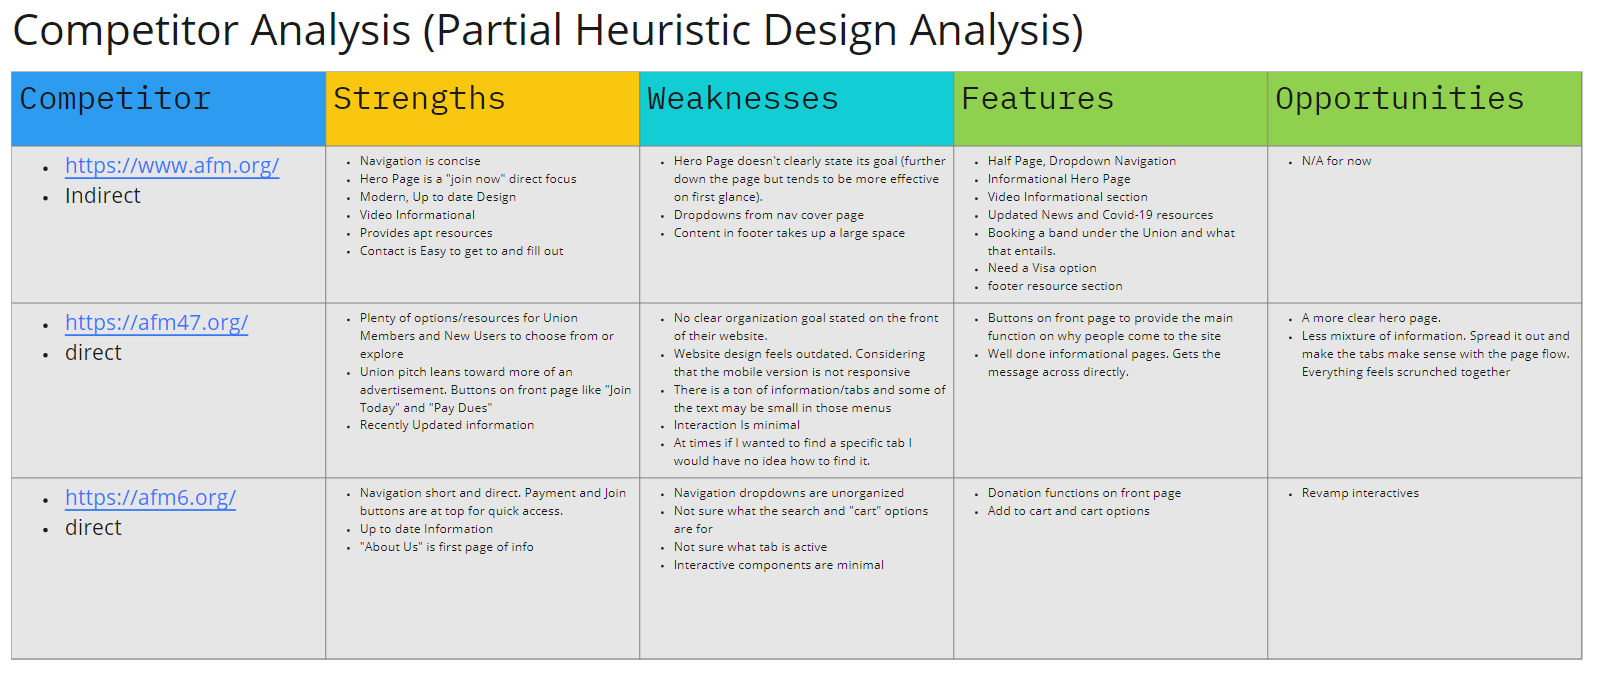 Competitor Analysis (Partial Heuristic Design Analysis)
Competitor
Strengths
Weaknesses
Features
Opportunities
• https://www.afm.org/
• Indirect
• Navigation is concise
• Hero Page is a "join now" direct focus
• Modern, Up to date Design
• Video Informational
• Provides apt resources
• Contact is Easy to get to and fill out
• Hero Page doesn't clearly state its goal (further
down the page but tends to be more effective
on first glance).
• Dropdowns from nav cover page
• Content in footer takes up a large space
• Half Page, Dropdown Navigation
• Informational Hero Page
• Video Informational section
• Updated News and Covid-19 resources
• Booking a band under the Union and what
that entails.
• Need a Visa option
• footer resource section
• N/A for now
• https://afm47.org/
• direct
• Plenty of options/resources for Union
Members and New Users to choose from or
explore
• Union pitch leans toward more of an
advertisement. Buttons on front page like "Join
Today" and "Pay Dues"
• Recently Updated information
• No clear organization goal stated on the front
of their website.
• Website design feels outdated. Considering
that the mobile version is not responsive
• There is a ton of information/tabs and some of
the text may be small in those menus
• Interaction Is minimal
• At times if I wanted to find a specific tab I
would have no idea how to find it.
• Buttons on front page to provide the main
function on why people come to the site
• Well done informational pages. Gets the
message across directly.
• A more clear hero page.
• Less mixture of information. Spread it out and
make the tabs make sense with the page flow.
Everything feels scrunched together
• https://afm6.org/
• direct
• Navigation short and direct. Payment and Join
buttons are at top for quick access.
• Up to date Information
• "About Us" is first page of info
• Navigation dropdowns are unorganized
• Not sure what the search and "cart" options
are for
• Not sure what tab is active
• Interactive components are minimal
• Donation functions on front page
• Add to cart and cart options
• Revamp interactives